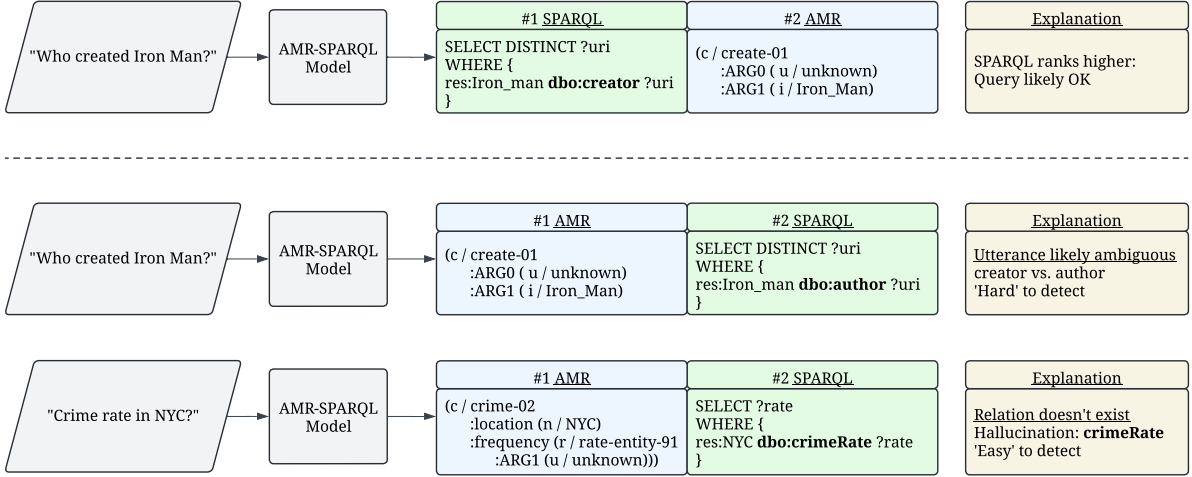 "Who created Iron Man?"
AMR-SPARQL
Model
#1 SPARQL
SELECT DISTINCT ?uri
WHERE {
res:Iron_man dbo:creator ?uri
}
#2 AMR
(c / create-01
:ARG0 ( u / unknown)
:ARG1 ( i / Iron_Man)
Explanation
SPARQL ranks higher:
Query likely OK
"Who created Iron Man?"
AMR-SPARQL
Model
#1 AMR
(c / create-01
:ARG0 ( u / unknown)
:ARG1 ( i / Iron_Man)
#2 SPARQL
SELECT DISTINCT ?uri
WHERE {
res:Iron_man dbo:author ?uri
}
Explanation
Utterance likely ambiguous
creator vs. author
'Hard' to detect
"Crime rate in NYC?"
AMR-SPARQL
Model
#1 AMR
(c / crime-02
:location (n / NYC)
:frequency (r / rate-entity-91
:ARG1 (u / unknown)))
#2 SPARQL
SELECT ?rate
WHERE {
res:NYC dbo:crimeRate ?rate
}
Explanation
Relation doesn't exist
Hallucination: crimeRate
'Easy' to detect